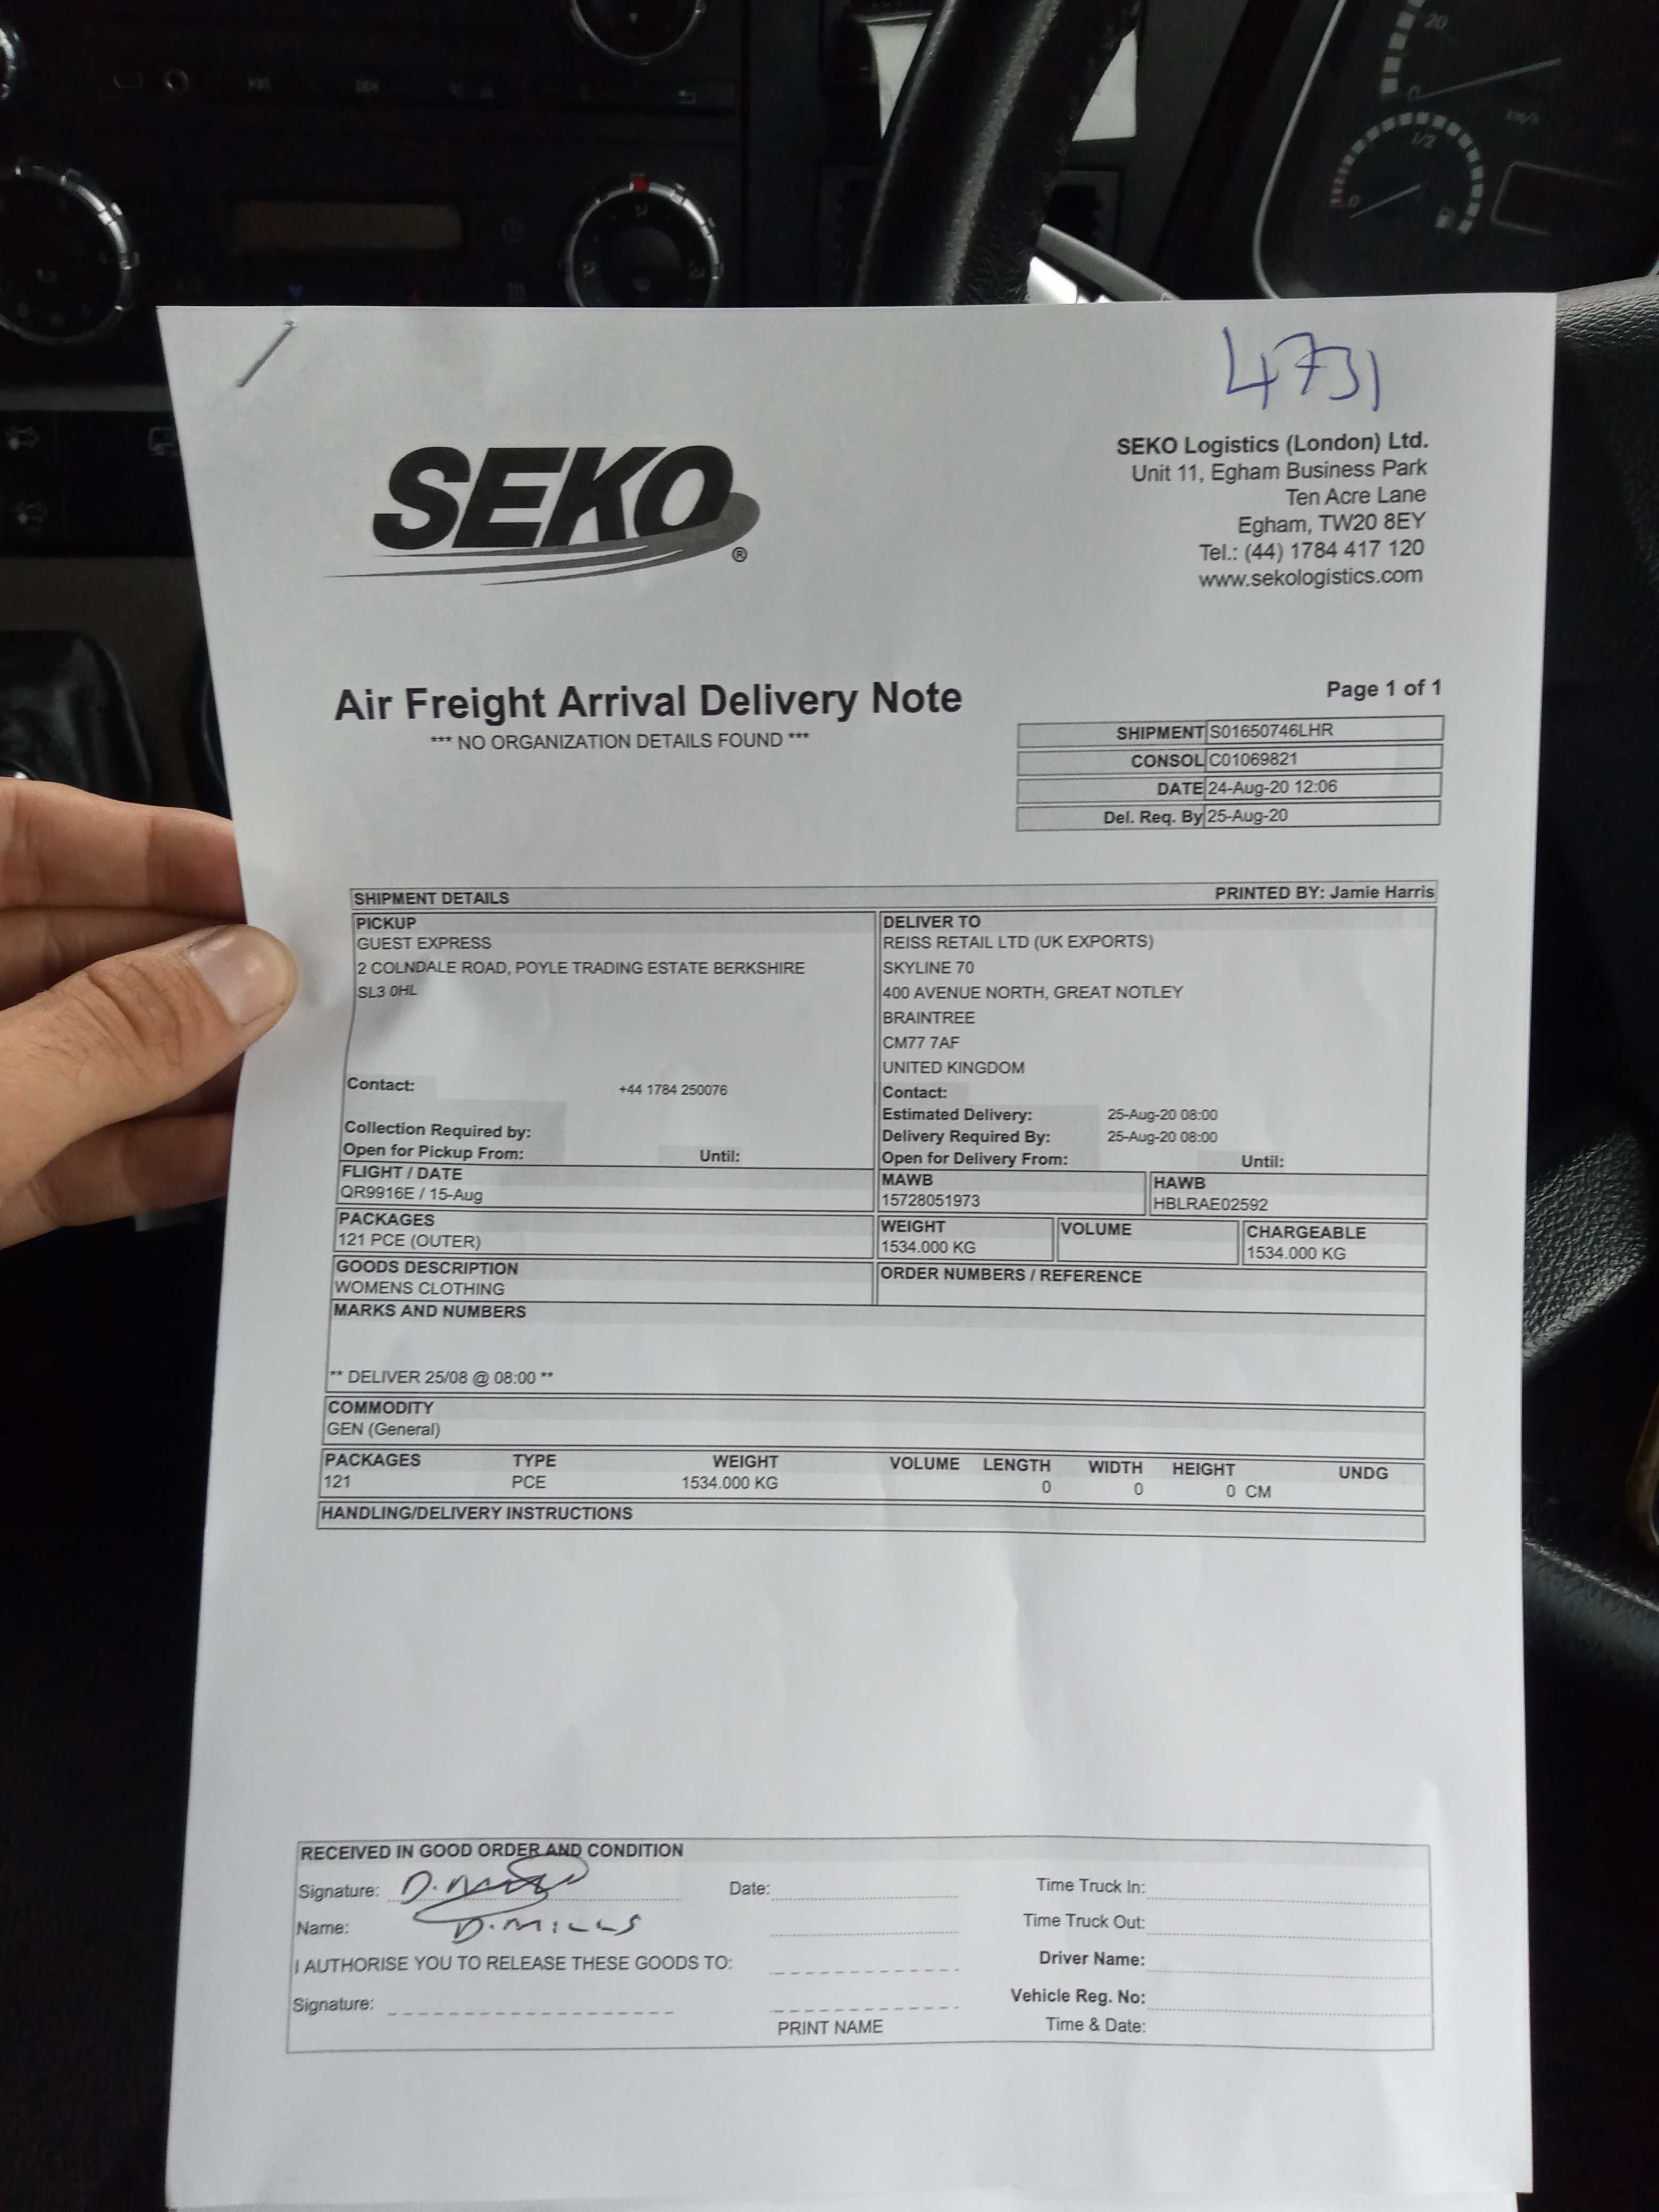 4731
SEKO®
SEKO Logistics (London) Ltd.
Unit 11, Egham Business Park
Ten Acre Lane
Egham, TW20 8EY
Tel.: (44) 1784 417 120
www.sekologistics.com
Air Freight Arrival Delivery Note
*** NO ORGANIZATION DETAILS FOUND ***
Page 1 of 1
SHIPMENT S01650746LHR
CONSOL C01069821
DATE 24-Aug-20 12:06
Del. Req. By 25-Aug-20
SHIPMENT DETAILS PRINTED BY: Jamie Harris
PICKUP
GUEST EXPRESS
2 COLNDALE ROAD, POYLE TRADING ESTATE BERKSHIRE
SL3 0HL
Contact: +44 1784 250076
Collection Required by:
Open for Pickup From: Until:
DELIVER TO
REISS RETAIL LTD (UK EXPORTS)
SKYLINE 70
400 AVENUE NORTH, GREAT NOTLEY
BRAINTREE
CM77 7AF
UNITED KINGDOM
Contact:
Estimated Delivery: 25-Aug-20 08:00
Delivery Required By: 25-Aug-20 08:00
Open for Delivery From: Until:
FLIGHT / DATE
QR9916E / 15-Aug
MAWB
15728051973
HAWB
HBLRAE02592
PACKAGES
121 PCE (OUTER)
WEIGHT
1534.000 KG
VOLUME
CHARGEABLE
1534.000 KG
GOODS DESCRIPTION
WOMENS CLOTHING
ORDER NUMBERS / REFERENCE
MARKS AND NUMBERS
** DELIVER 25/08 @ 08:00 **
COMMODITY
GEN (General)
PACKAGES TYPE WEIGHT VOLUME LENGTH WIDTH HEIGHT UNDG
121 PCE 1534.000 KG 0 0 0 CM
HANDLING/DELIVERY INSTRUCTIONS
RECEIVED IN GOOD ORDER AND CONDITION
Signature: Date: Time Truck In:
Name: D. MILLS Time Truck Out:
I AUTHORISE YOU TO RELEASE THESE GOODS TO: Driver Name:
Signature: Vehicle Reg. No:
PRINT NAME Time & Date:
20
km/h
1/2
0